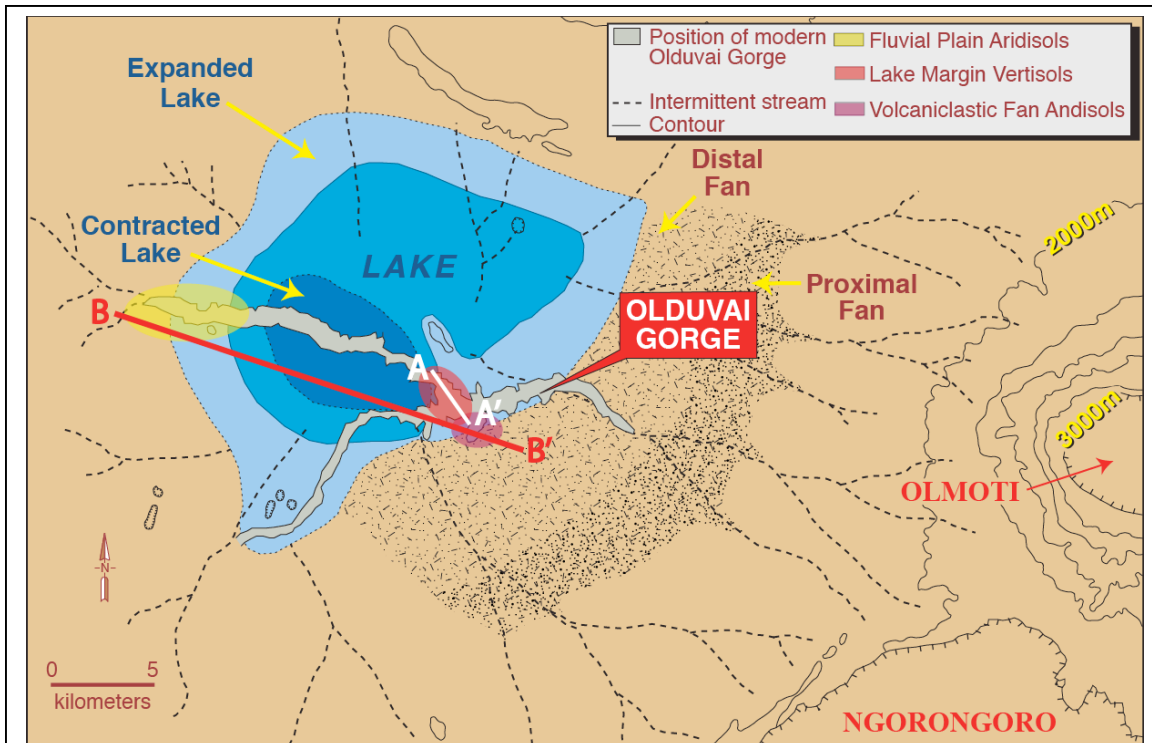 Position of modern
Olduvai Gorge
Intermittent stream
Contour
Fluvial Plain Aridisols
Lake Margin Vertisols
Volcaniclastic Fan Andisols
Expanded
Lake
Distal
Fan
Contracted
Lake
2000m
LAKE
Proximal
Fan
B
OLDUVAI
GORGE
A
A'
B'
3000m
OLMOTI
N
0 5
kilometers
NGORONGORO